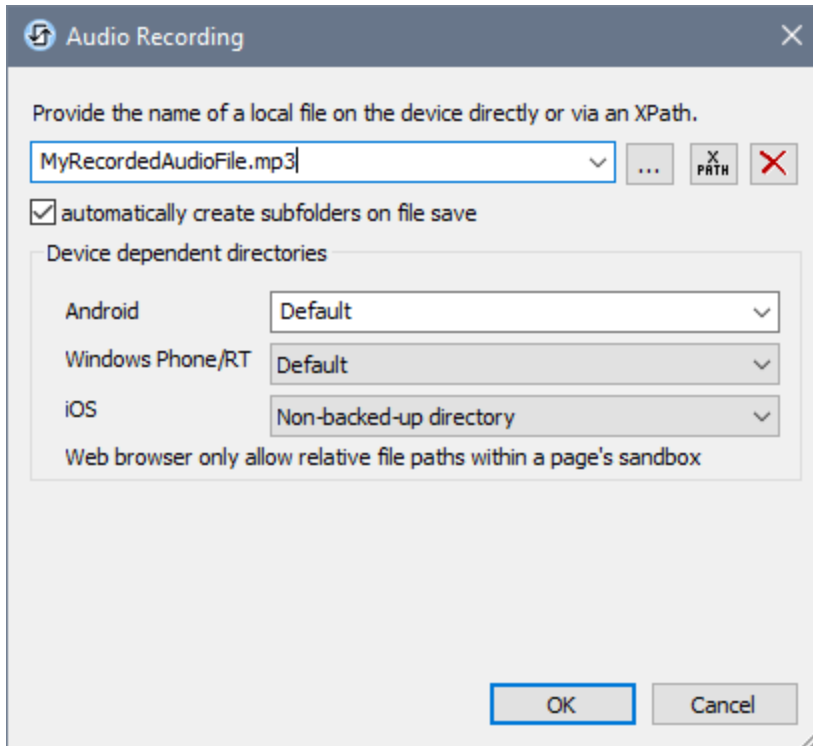 Audio Recording
Provide the name of a local file on the device directly or via an XPath.
MyRecordedAudioFile.mp3
...
X
PATH
automatically create subfolders on file save
Device dependent directories
Android Default
Windows Phone/RT Default
iOS Non-backed-up directory
Web browser only allow relative file paths within a page's sandbox
OK Cancel